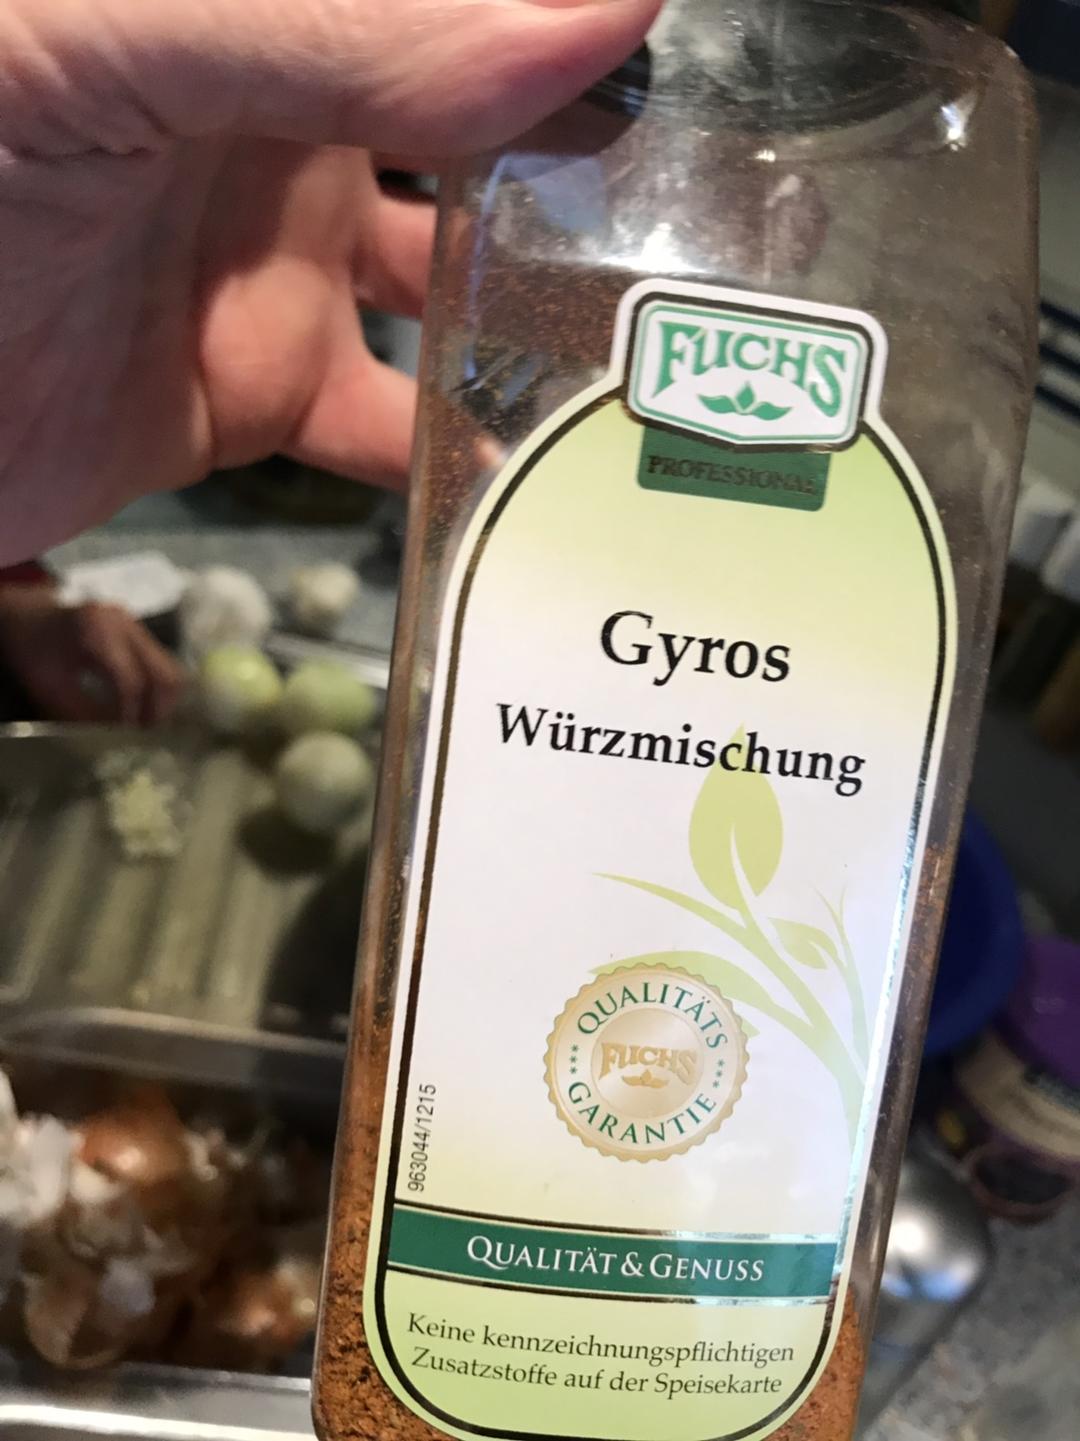 FUCHS
PROFESSIONAL
Gyros
Würzmischung
QUALITÄTS
FUCHS
GARANTIE
963044/1215
QUALITÄT & GENUSS
Keine kennzeichnungspflichtigen
Zusatzstoffe auf der Speisekarte